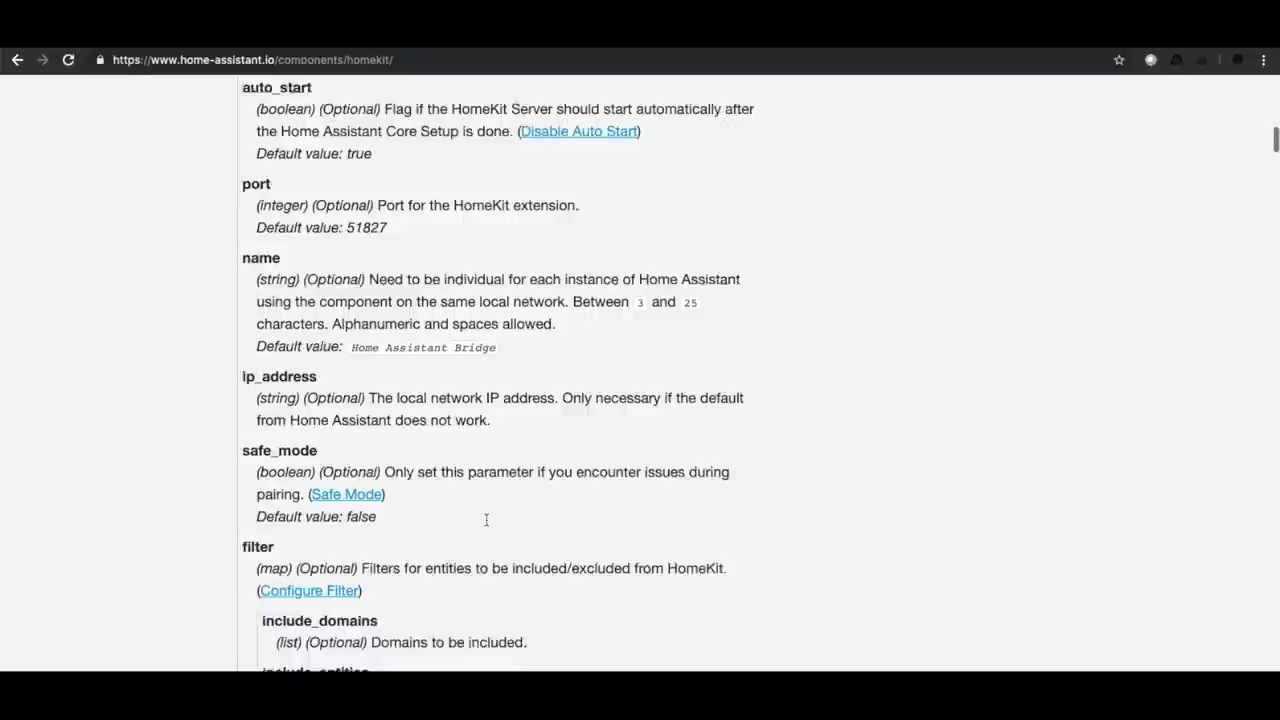 https://www.home-assistant.io/components/homekit/
auto_start
(boolean) (Optional) Flag if the HomeKit Server should start automatically after
the Home Assistant Core Setup is done. (Disable Auto Start)
Default value: true
port
(integer) (Optional) Port for the HomeKit extension.
Default value: 51827
name
(string) (Optional) Need to be individual for each instance of Home Assistant
using the component on the same local network. Between 3 and 25
characters. Alphanumeric and spaces allowed.
Default value: Home Assistant Bridge
ip_address
(string) (Optional) The local network IP address. Only necessary if the default
from Home Assistant does not work.
safe_mode
(boolean) (Optional) Only set this parameter if you encounter issues during
pairing. (Safe Mode)
Default value: false
filter
(map) (Optional) Filters for entities to be included/excluded from HomeKit.
(Configure Filter)
include_domains
(list) (Optional) Domains to be included.